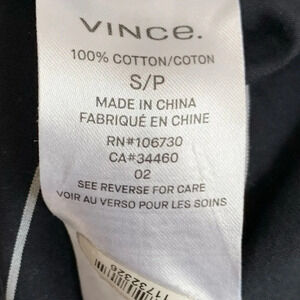 VINCE.
100% COTTON/COTON
S/P
MADE IN CHINA
FABRIQUÉ EN CHINE
RN#106730
CA#34460
02
SEE REVERSE FOR CARE
VOIR AU VERSO POUR LES SOINS